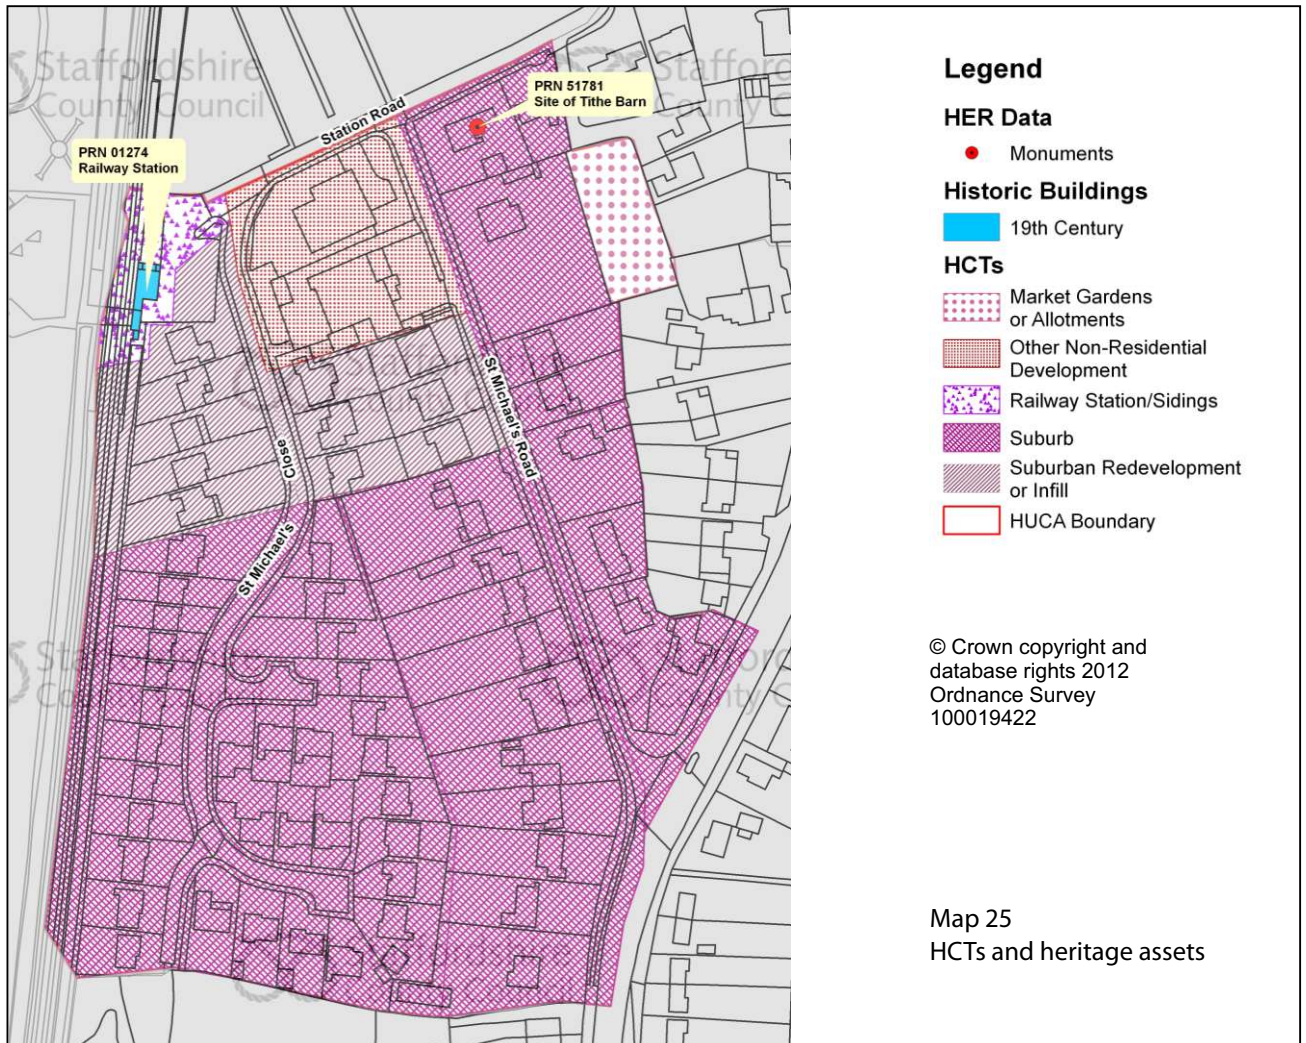 Staffordshire
County Council
Stafford
County C
PRN 51781
Site of Tithe Barn
Station Road
PRN 01274
Railway Station
St Michael's Road
Close
St Michael's
Legend
HER Data
Monuments
Historic Buildings
19th Century
HCTs
Market Gardens
or Allotments
Other Non-Residential
Development
Railway Station/Sidings
Suburb
Suburban Redevelopment
or Infill
HUCA Boundary
© Crown copyright and
database rights 2012
Ordnance Survey
100019422
Map 25
HCTs and heritage assets